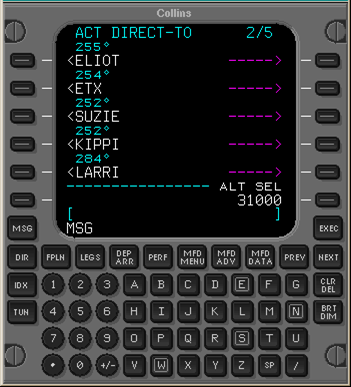 Collins
ACT DIRECT-TO 2/5
255°
<ELIOT ----->
254°
<ETX ----->
252°
<SUZIE ----->
252°
<KIPPI ----->
284°
<LARRI ----->
---------------- ALT SEL
31000
[ ]
MSG
MSG EXEC
DIR FPLN LEGS DEP ARR PERF MFD MENU MFD ADV MFD DATA PREV NEXT
IDX 1 2 3 A B C D E F G CLR DEL
TUN 4 5 6 H I J K L M N BRT DIM
7 8 9 O P Q R S T U
• 0 +/- V W X Y Z SP /